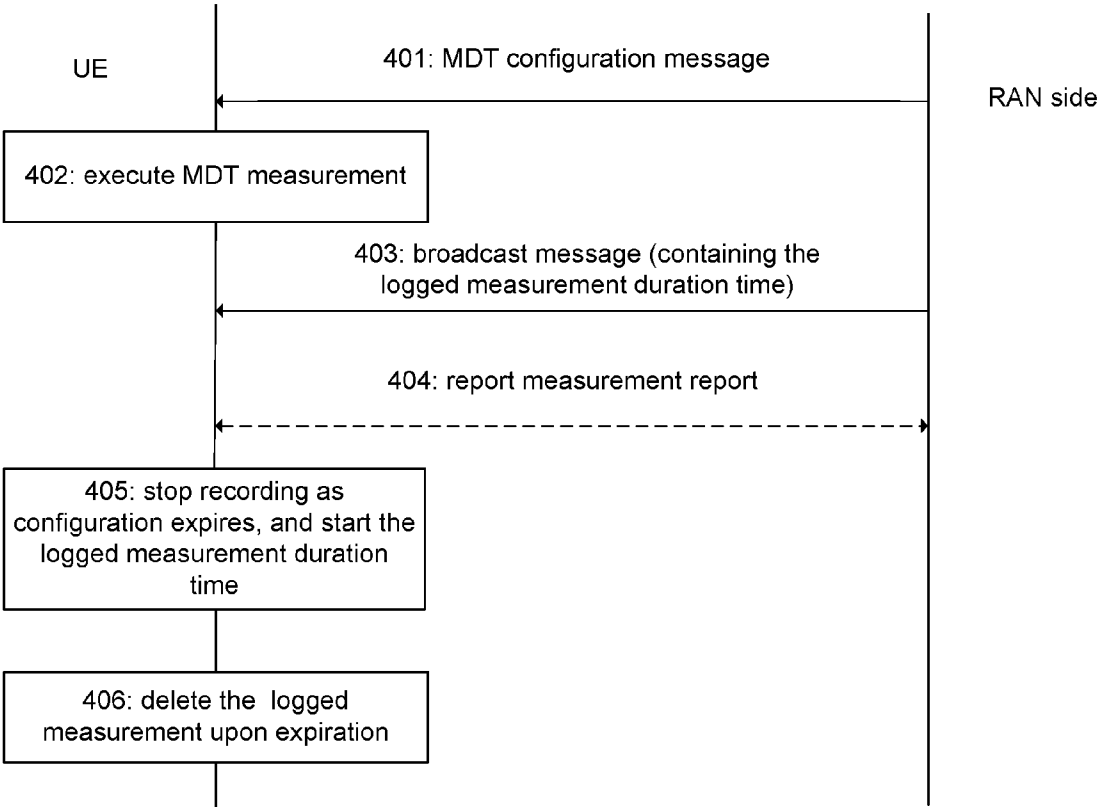 401: MDT configuration message
UE
RAN side
402: execute MDT measurement
403: broadcast message (containing the
logged measurement duration time)
404: report measurement report
405: stop recording as
configuration expires, and start the
logged measurement duration
time
406: delete the  logged
measurement upon expiration